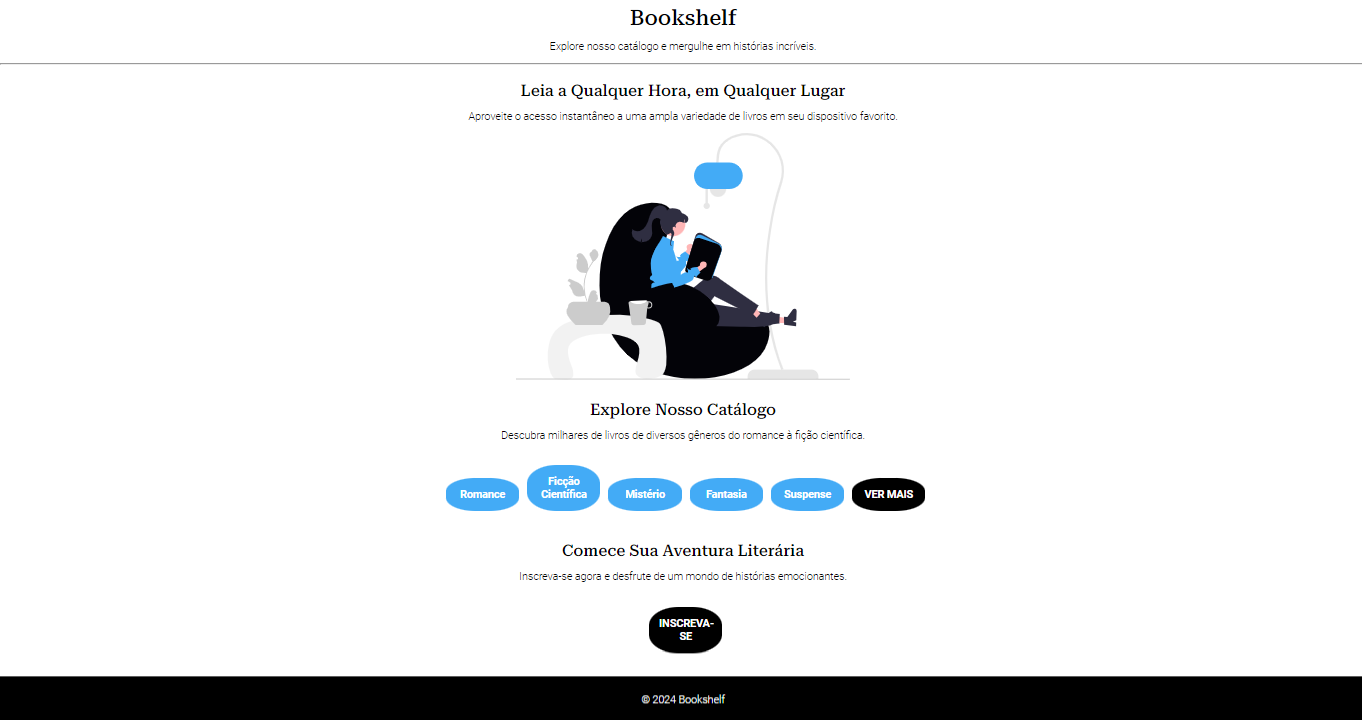 Bookshelf
Explore nosso catálogo e mergulhe em histórias incríveis.
Leia a Qualquer Hora, em Qualquer Lugar
Aproveite o acesso instantâneo a uma ampla variedade de livros em seu dispositivo favorito.
Explore Nosso Catálogo
Descubra milhares de livros de diversos gêneros do romance à fição científica.
Romance
Ficção
Científica
Mistério
Fantasia
Suspense
VER MAIS
Comece Sua Aventura Literária
Inscreva-se agora e desfrute de um mondo de histórias emocionantes.
INSCREVA-
SE
© 2024 Bookshelf